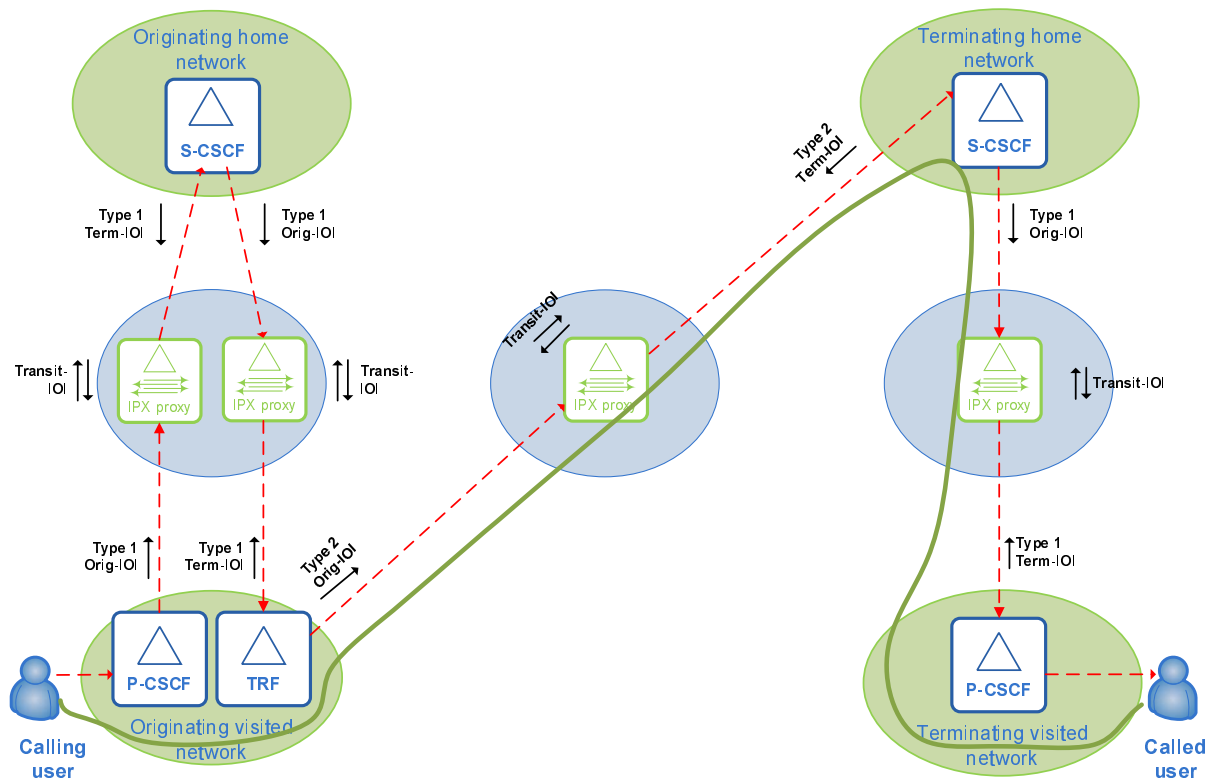 Originating home
network
S-CSCF
Terminating home
network
S-CSCF
Type 2
Term-IOI
Type 1
Term-IOI
Type 1
Orig-IOI
Type 1
Orig-IOI
Transit-
IOI
IPX proxy
IPX proxy
Transit-
IOI
Transit-IOI
IPX proxy
IPX proxy
Transit-IOI
Type 1
Orig-IOI
Type 1
Term-IOI
Type 2
Orig-IOI
Type 1
Term-IOI
P-CSCF
TRF
Originating visited
network
Calling
user
P-CSCF
Terminating visited
network
Called
user